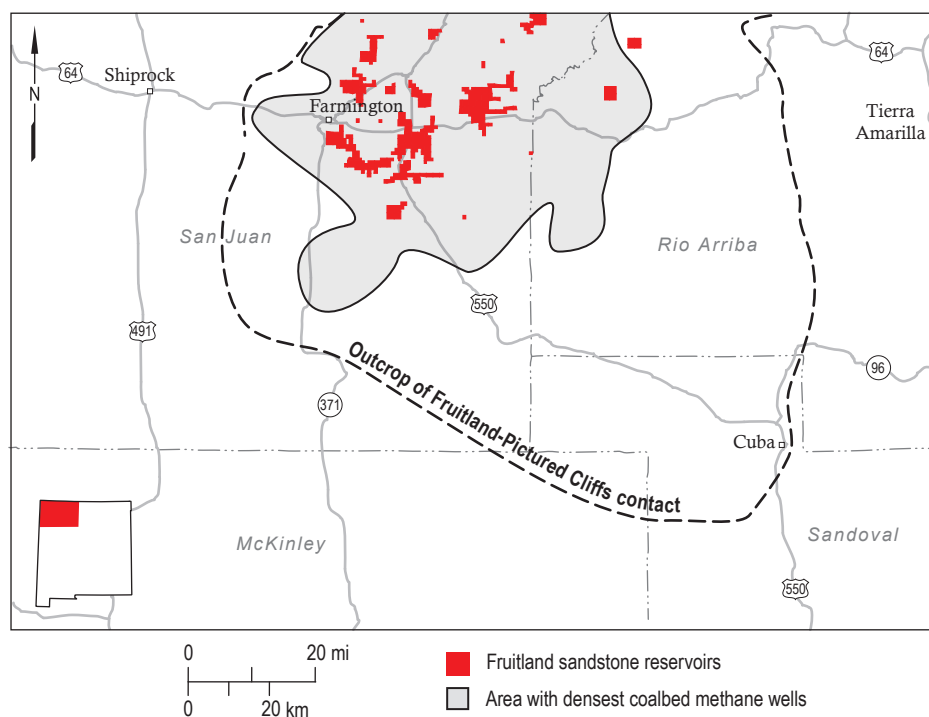 64
Shiprock
N
Farmington
64
Tierra
Amarilla
San Juan
Rio Arriba
550
491
Outcrop of Fruitland-Pictured Cliffs contact
96
371
Cuba
McKinley
Sandoval
550
0 20 mi
0 20 km
Fruitland sandstone reservoirs
Area with densest coalbed methane wells